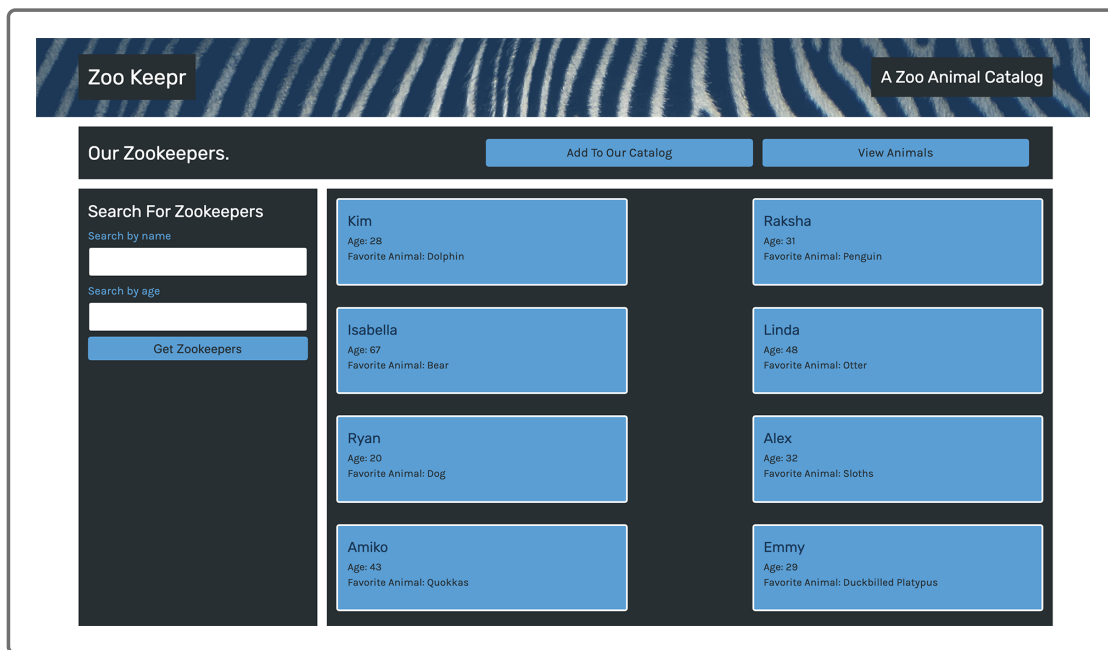 Zoo Keepr
A Zoo Animal Catalog
Our Zookeepers.
Add To Our Catalog
View Animals
Search For Zookeepers
Search by name
Search by age
Get Zookeepers
Kim
Age: 28
Favorite Animal: Dolphin
Raksha
Age: 31
Favorite Animal: Penguin
Isabella
Age: 67
Favorite Animal: Bear
Linda
Age: 48
Favorite Animal: Otter
Ryan
Age: 20
Favorite Animal: Dog
Alex
Age: 32
Favorite Animal: Sloths
Amiko
Age: 43
Favorite Animal: Quokkas
Emmy
Age: 29
Favorite Animal: Duckbilled Platypus